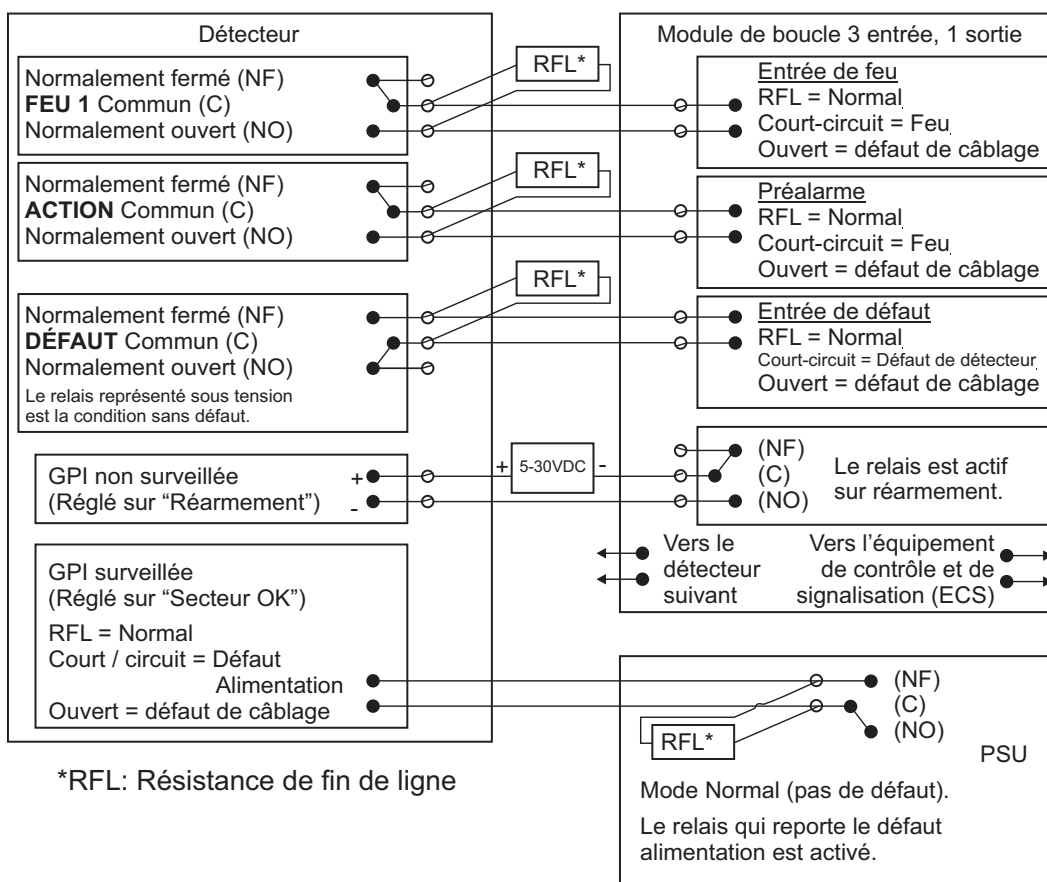 Détecteur
Normalement fermé (NF)
FEU 1 Commun (C)
Normalement ouvert (NO)
RFL*
Normalement fermé (NF)
ACTION Commun (C)
Normalement ouvert (NO)
RFL*
Normalement fermé (NF)
DÉFAUT Commun (C)
Normalement ouvert (NO)
Le relais représenté sous tension
est la condition sans défaut.
RFL*
GPI non surveillée
(Réglé sur “Réarmement”)
+
-
+
5-30VDC
-
GPI surveillée
(Réglé sur “Secteur OK”)
RFL = Normal
Court / circuit = Défaut
Alimentation
Ouvert = défaut de câblage
Module de boucle 3 entrée, 1 sortie
Entrée de feu
RFL = Normal
Court-circuit = Feu
Ouvert = défaut de câblage
Préalarme
RFL = Normal
Court-circuit = Feu
Ouvert = défaut de câblage
Entrée de défaut
RFL = Normal
Court-circuit = Défaut de détecteur
Ouvert = défaut de câblage
(NF)
(C)
(NO)
Le relais est actif
sur réarmement.
Vers le
détecteur
suivant
Vers l’équipement
de contrôle et de
signalisation (ECS)
(NF)
(C)
(NO)
RFL*
PSU
Mode Normal (pas de défaut).
Le relais qui reporte le défaut
alimentation est activé.
*RFL: Résistance de fin de ligne